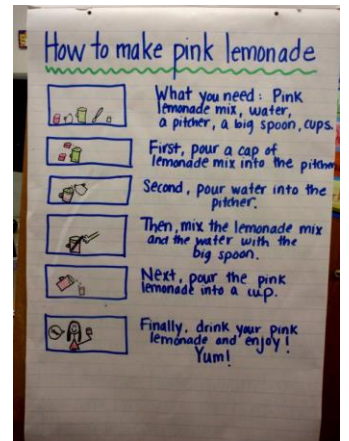 How to make pink lemonade
What you need: Pink
lemonade mix, water,
a pitcher, a big spoon, cups.
First, pour a cap of
lemonade mix into the pitcher
Second, pour water into the
pitcher.
Then, mix the lemonade mix
and the water with the
big spoon.
Next, pour the pink
lemonade into a cup.
Finally, drink your pink
lemonade and enjoy!
Yum!